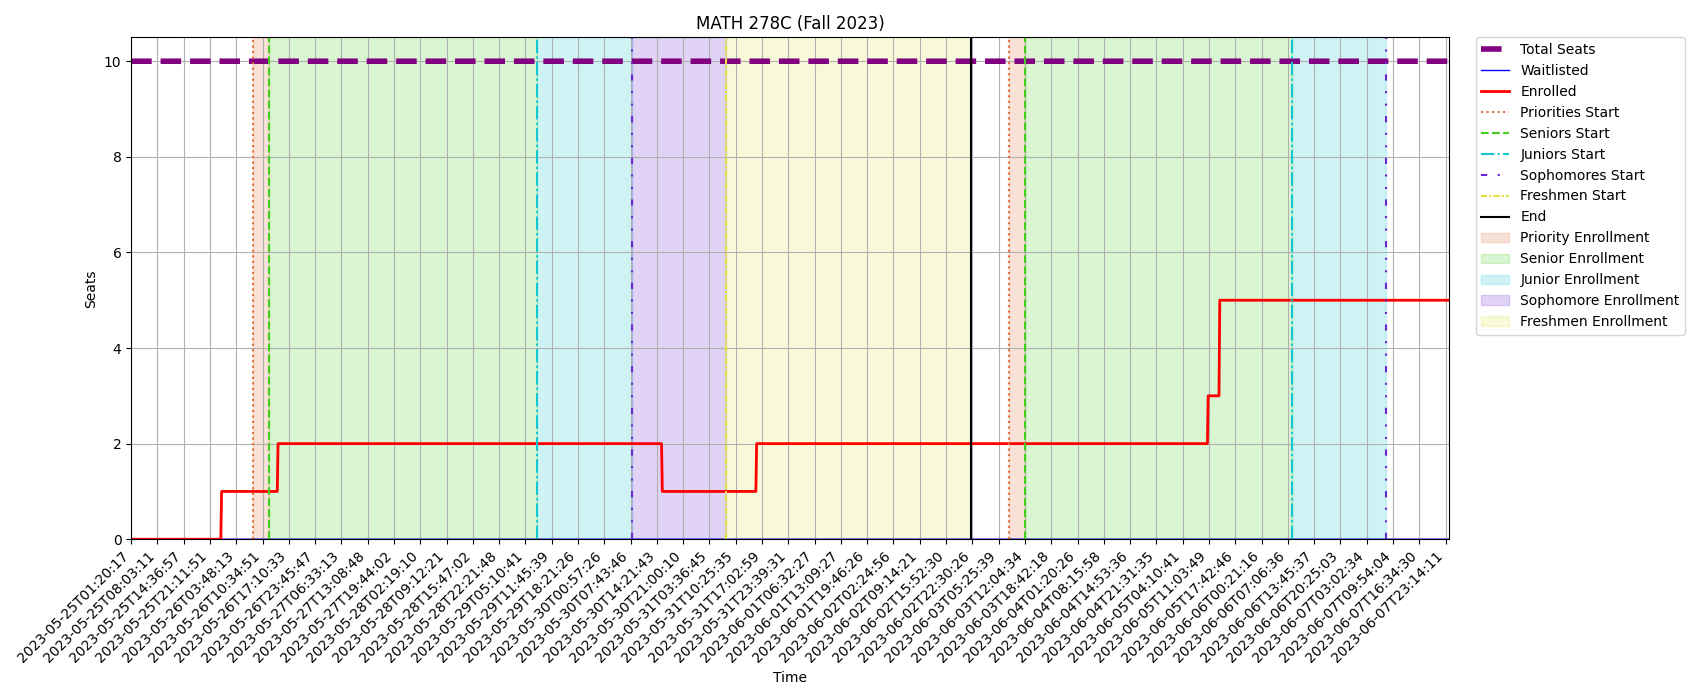 MATH 278C (Fall 2023)
Seats
10
8
6
4
2
0
2023-05-25T01:20:17
2023-05-25T08:03:11
2023-05-25T14:36:57
2023-05-25T21:11:51
2023-05-26T03:48:13
2023-05-26T10:34:51
2023-05-26T17:10:33
2023-05-26T23:45:47
2023-05-27T06:33:13
2023-05-27T13:08:48
2023-05-27T19:44:02
2023-05-28T02:19:10
2023-05-28T09:12:21
2023-05-28T15:47:02
2023-05-28T22:21:48
2023-05-29T05:10:41
2023-05-29T11:45:39
2023-05-29T18:21:26
2023-05-30T00:57:26
2023-05-30T07:43:46
2023-05-30T14:21:43
2023-05-30T21:00:10
2023-05-31T03:36:45
2023-05-31T10:25:35
2023-05-31T17:02:59
2023-05-31T23:39:31
2023-06-01T06:32:27
2023-06-01T13:09:27
2023-06-01T19:46:26
2023-06-02T02:24:56
2023-06-02T09:14:21
2023-06-02T15:52:30
2023-06-02T22:30:26
2023-06-03T05:25:39
2023-06-03T12:04:34
2023-06-03T18:42:18
2023-06-04T01:20:26
2023-06-04T08:15:58
2023-06-04T14:53:36
2023-06-04T21:31:35
2023-06-05T04:10:41
2023-06-05T11:03:49
2023-06-05T17:42:46
2023-06-06T00:21:16
2023-06-06T07:06:36
2023-06-06T13:45:37
2023-06-06T20:25:03
2023-06-07T03:02:34
2023-06-07T09:54:04
2023-06-07T16:34:30
2023-06-07T23:14:11
Time
Total Seats
Waitlisted
Enrolled
Priorities Start
Seniors Start
Juniors Start
Sophomores Start
Freshmen Start
End
Priority Enrollment
Senior Enrollment
Junior Enrollment
Sophomore Enrollment
Freshmen Enrollment